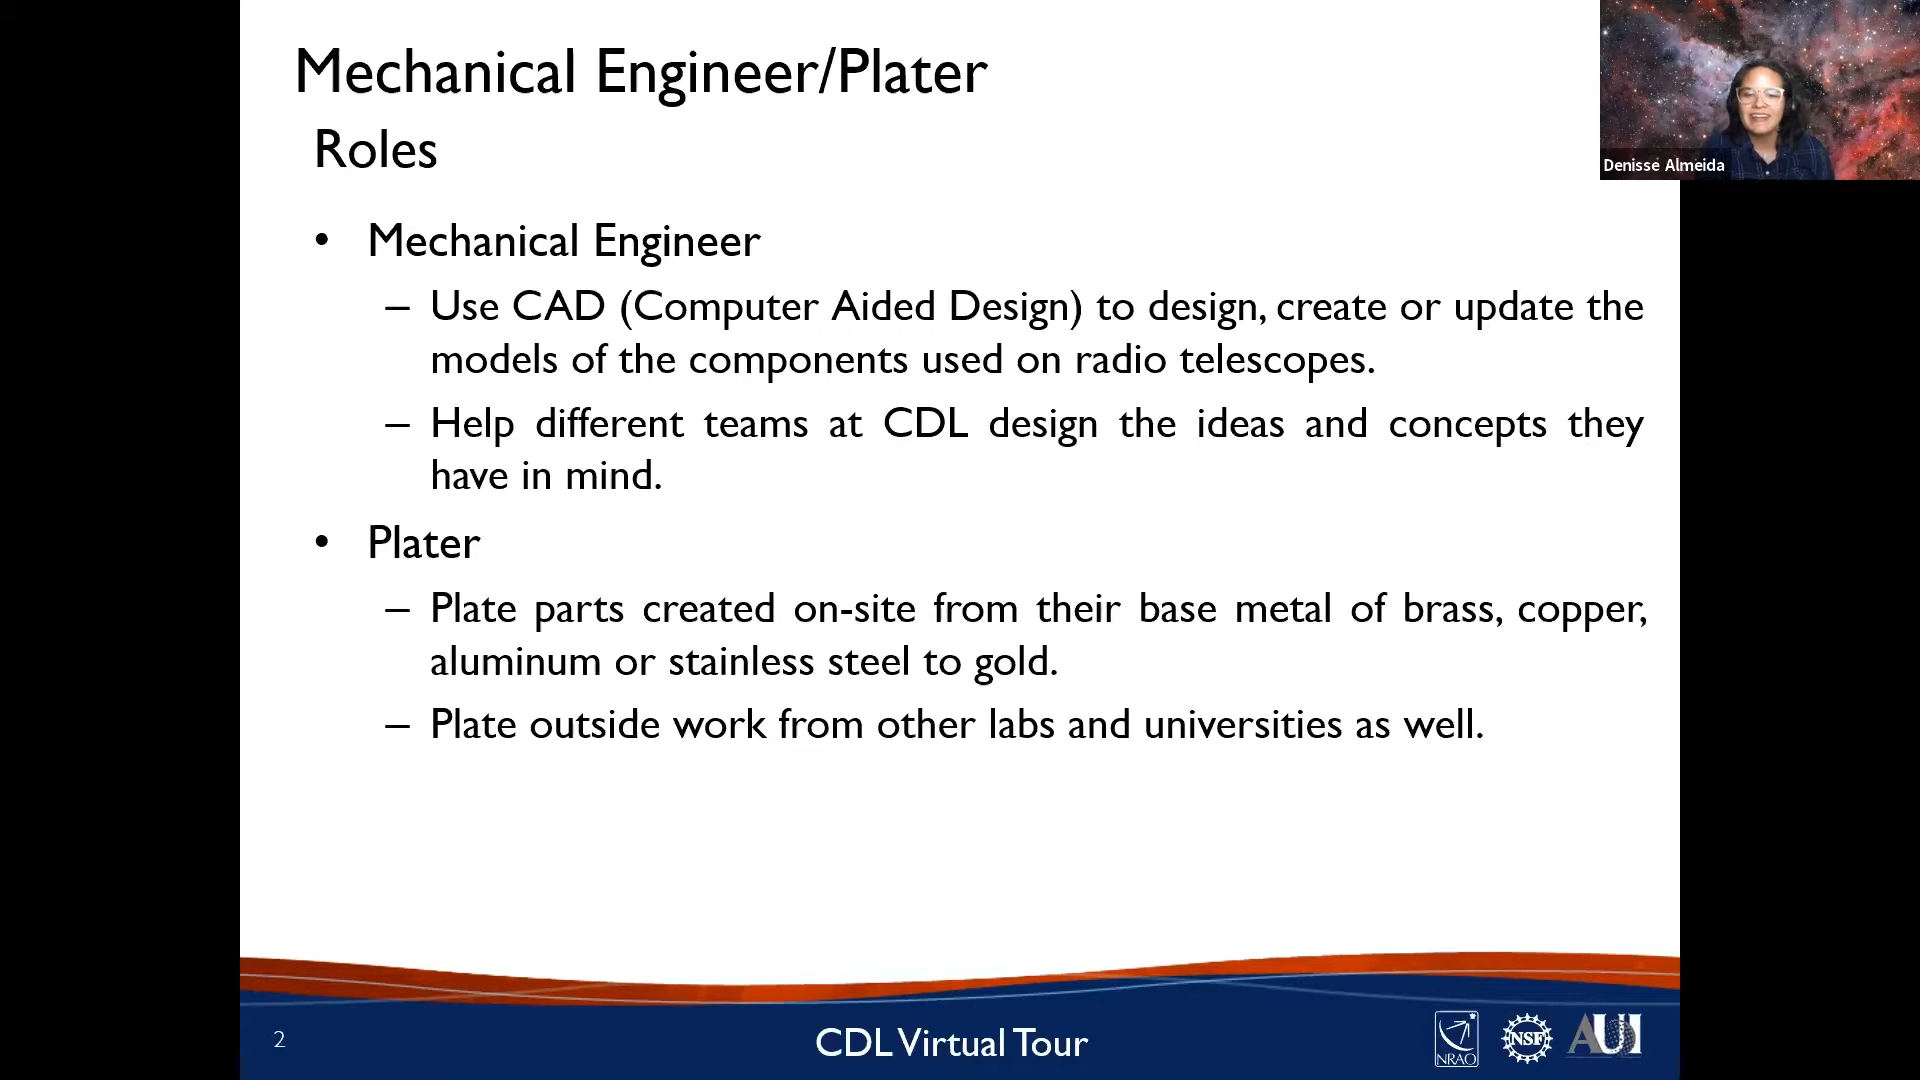 Mechanical Engineer/Plater
Roles
Denisse Almeida
• Mechanical Engineer
– Use CAD (Computer Aided Design) to design, create or update the
models of the components used on radio telescopes.
– Help different teams at CDL design the ideas and concepts they
have in mind.
• Plater
– Plate parts created on-site from their base metal of brass, copper,
aluminum or stainless steel to gold.
– Plate outside work from other labs and universities as well.
2
CDL Virtual Tour
NRAO
NSF
AUI